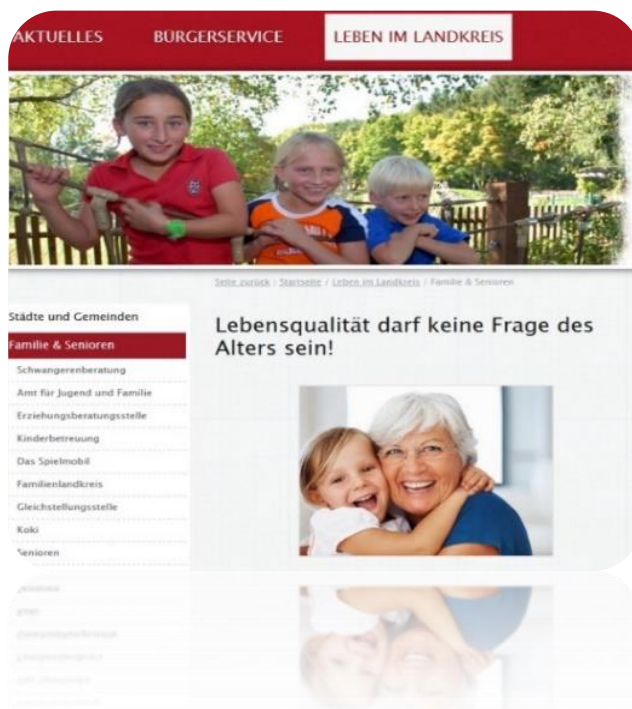 AKTUELLES BÜRGERSERVICE LEBEN IM LANDKREIS
Seite zurück / Startseite / Leben im Landkreis / Familie & Senioren
Städte und Gemeinden
Familie & Senioren
Schwangerenberatung
Amt für Jugend und Familie
Erziehungsberatungsstelle
Kinderbetreuung
Das Spielmobil
Familienlandkreis
Gleichstellungsstelle
Koki
Senioren
Lebensqualität darf keine Frage des
Alters sein!